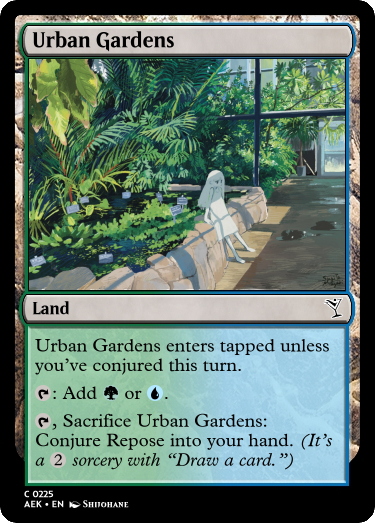 Urban Gardens
Land
Urban Gardens enters tapped unless
you've conjured this turn.
: Add or .
, Sacrifice Urban Gardens:
Conjure Repose into your hand. (It's
a 2 sorcery with “Draw a card.”)
C 0225
AEK • EN SHIJOHANE